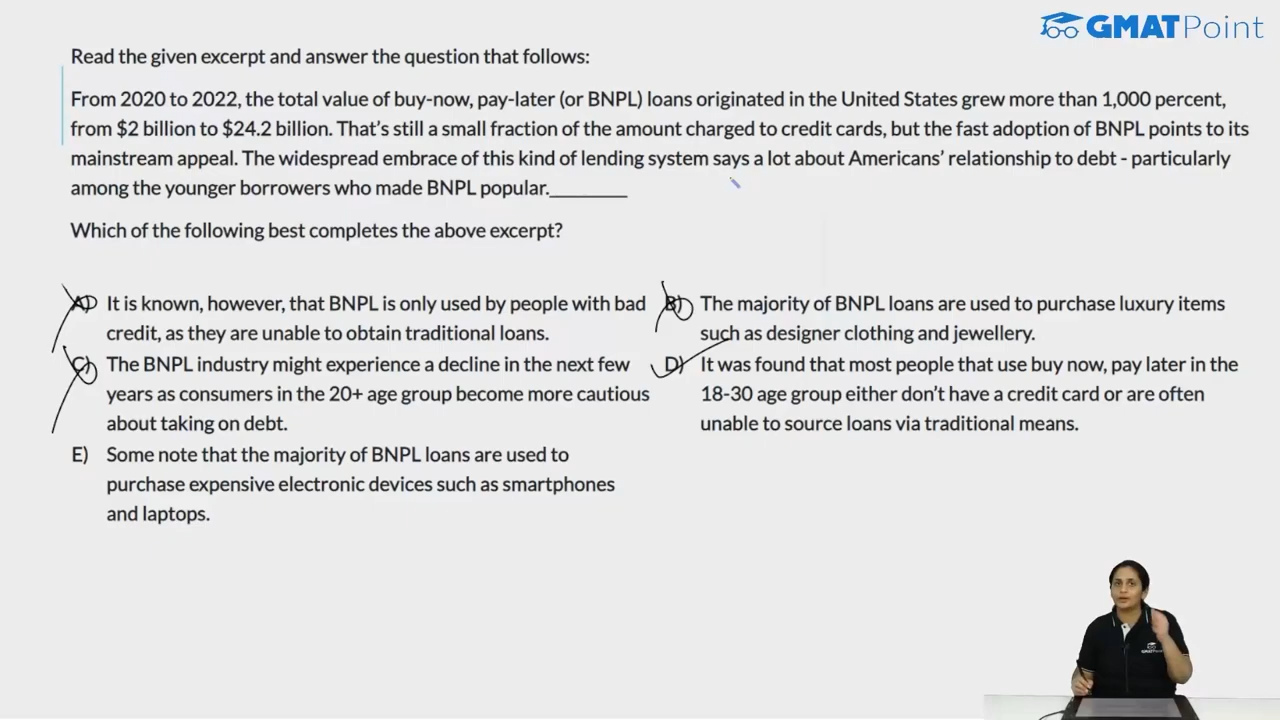 GMATPoint
Read the given excerpt and answer the question that follows:
From 2020 to 2022, the total value of buy-now, pay-later (or BNPL) loans originated in the United States grew more than 1,000 percent,
from $2 billion to $24.2 billion. That's still a small fraction of the amount charged to credit cards, but the fast adoption of BNPL points to its
mainstream appeal. The widespread embrace of this kind of lending system says a lot about Americans' relationship to debt - particularly
among the younger borrowers who made BNPL popular.________
Which of the following best completes the above excerpt?
A) It is known, however, that BNPL is only used by people with bad
credit, as they are unable to obtain traditional loans.
B) The majority of BNPL loans are used to purchase luxury items
such as designer clothing and jewellery.
C) The BNPL industry might experience a decline in the next few
years as consumers in the 20+ age group become more cautious
about taking on debt.
D) It was found that most people that use buy now, pay later in the
18-30 age group either don't have a credit card or are often
unable to source loans via traditional means.
E) Some note that the majority of BNPL loans are used to
purchase expensive electronic devices such as smartphones
and laptops.
GMATPoint